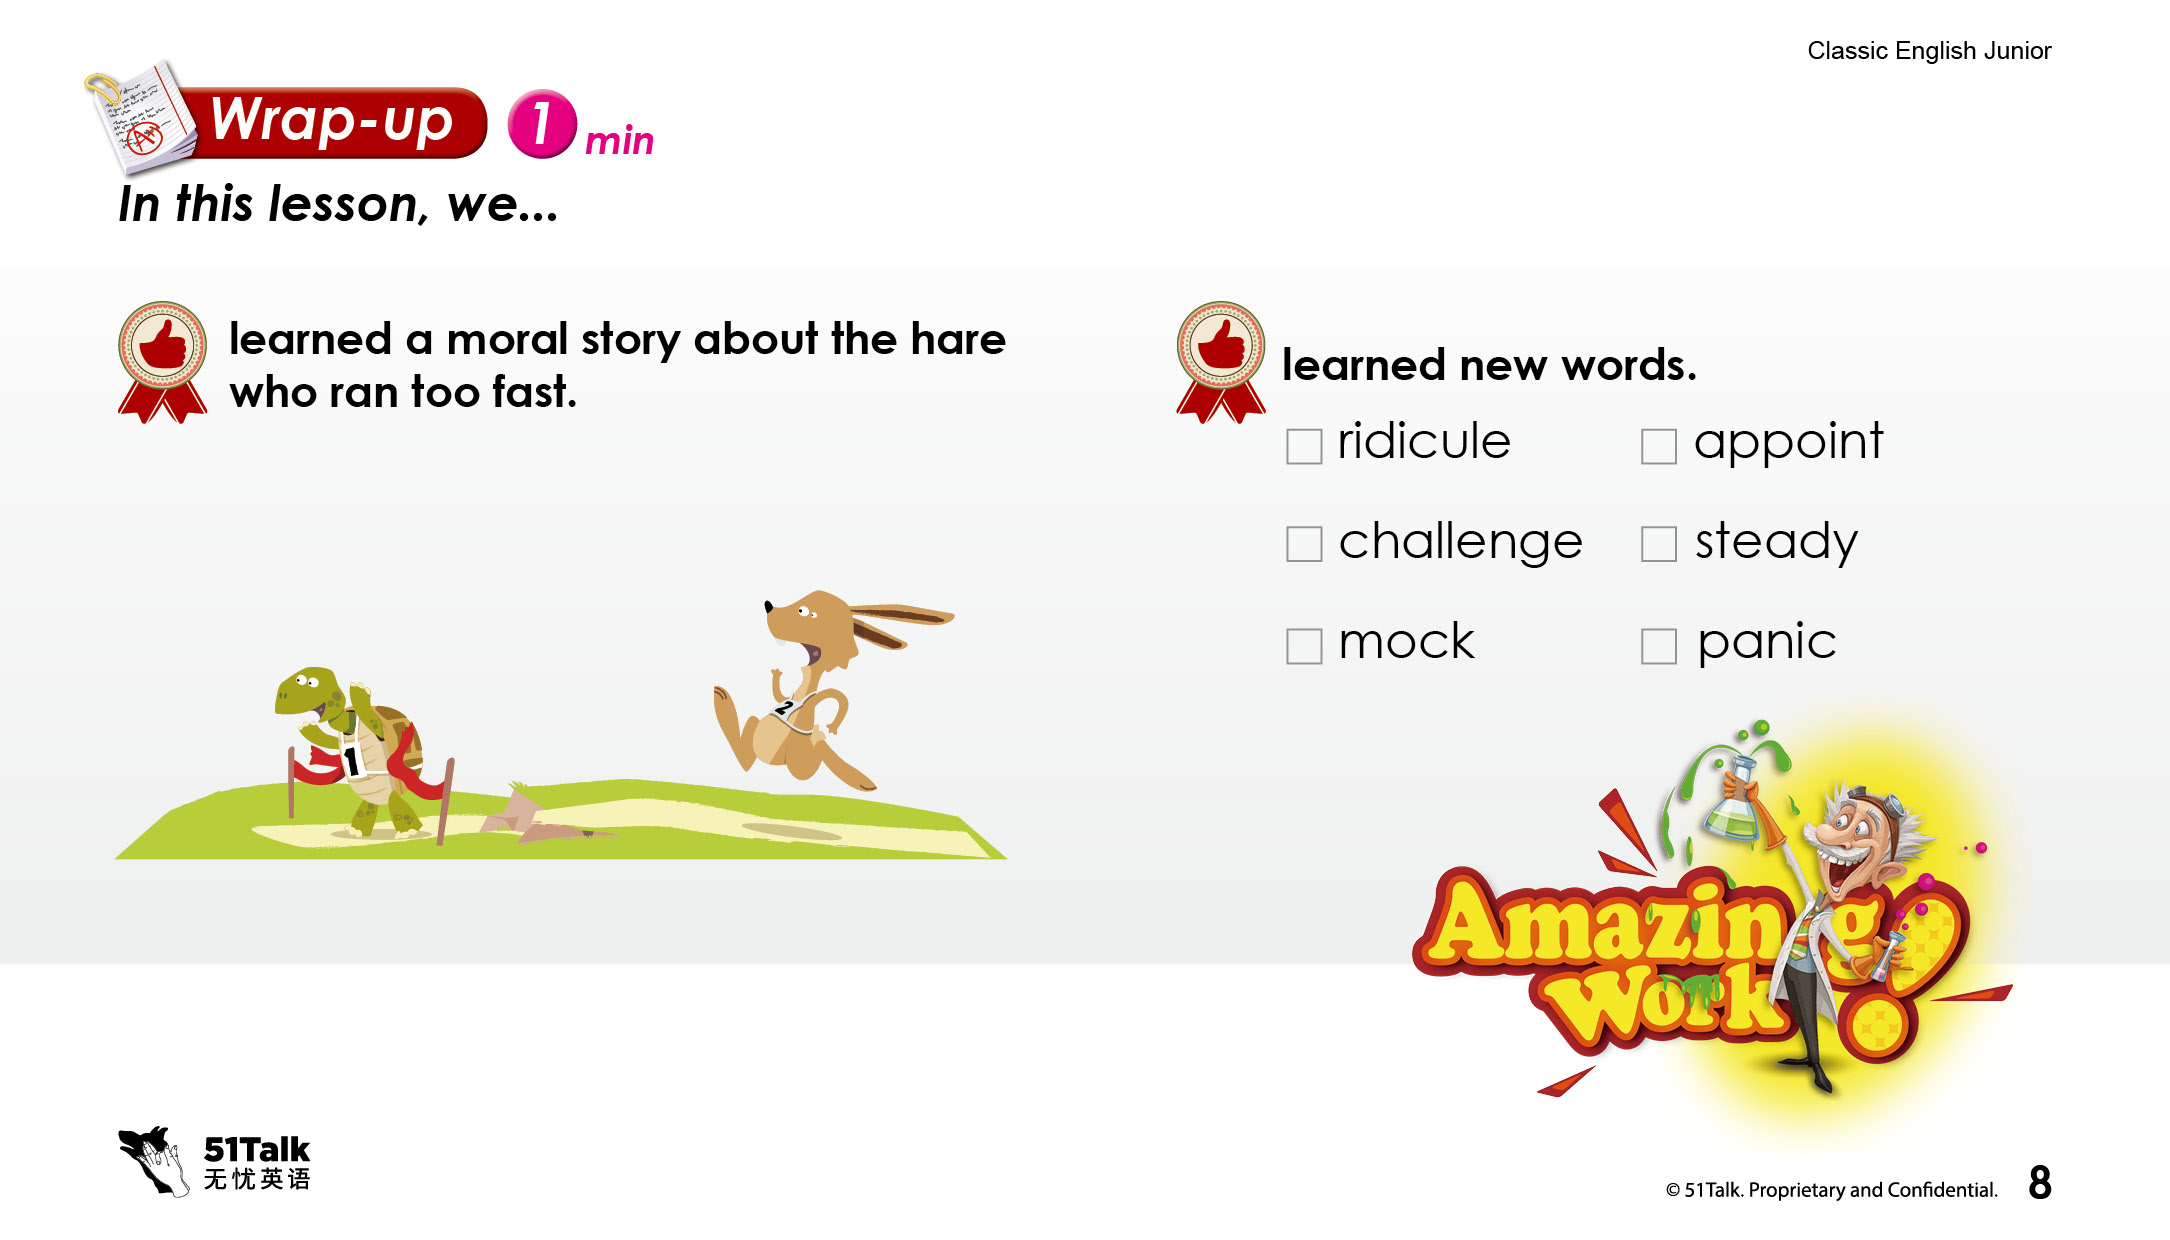 Classic English Junior
Wrap-up 1 min
In this lesson, we...
learned a moral story about the hare
who ran too fast.
learned new words.
ridicule
appoint
challenge
steady
mock
panic
1
2
Amazing
Work!
51Talk
无忧英语
© 51Talk. Proprietary and Confidential. 8